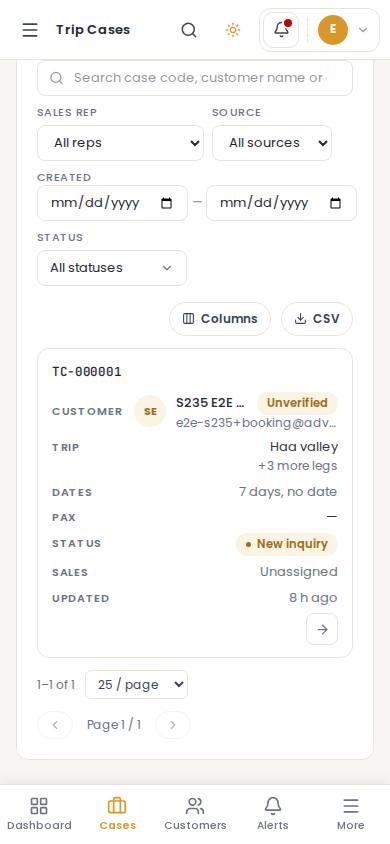 Trip Cases
E
Search case code, customer name or
SALES REP
SOURCE
All reps
All sources
CREATED
mm/dd/yyyy – mm/dd/yyyy
STATUS
All statuses
Columns
CSV
TC-000001
CUSTOMER
SE
S235 E2E ...
Unverified
e2e-s235+booking@adv...
TRIP
Haa valley
+3 more legs
DATES
7 days, no date
PAX
—
STATUS
New inquiry
SALES
Unassigned
UPDATED
8 h ago
1–1 of 1
25 / page
Page 1 / 1
Dashboard
Cases
Customers
Alerts
More